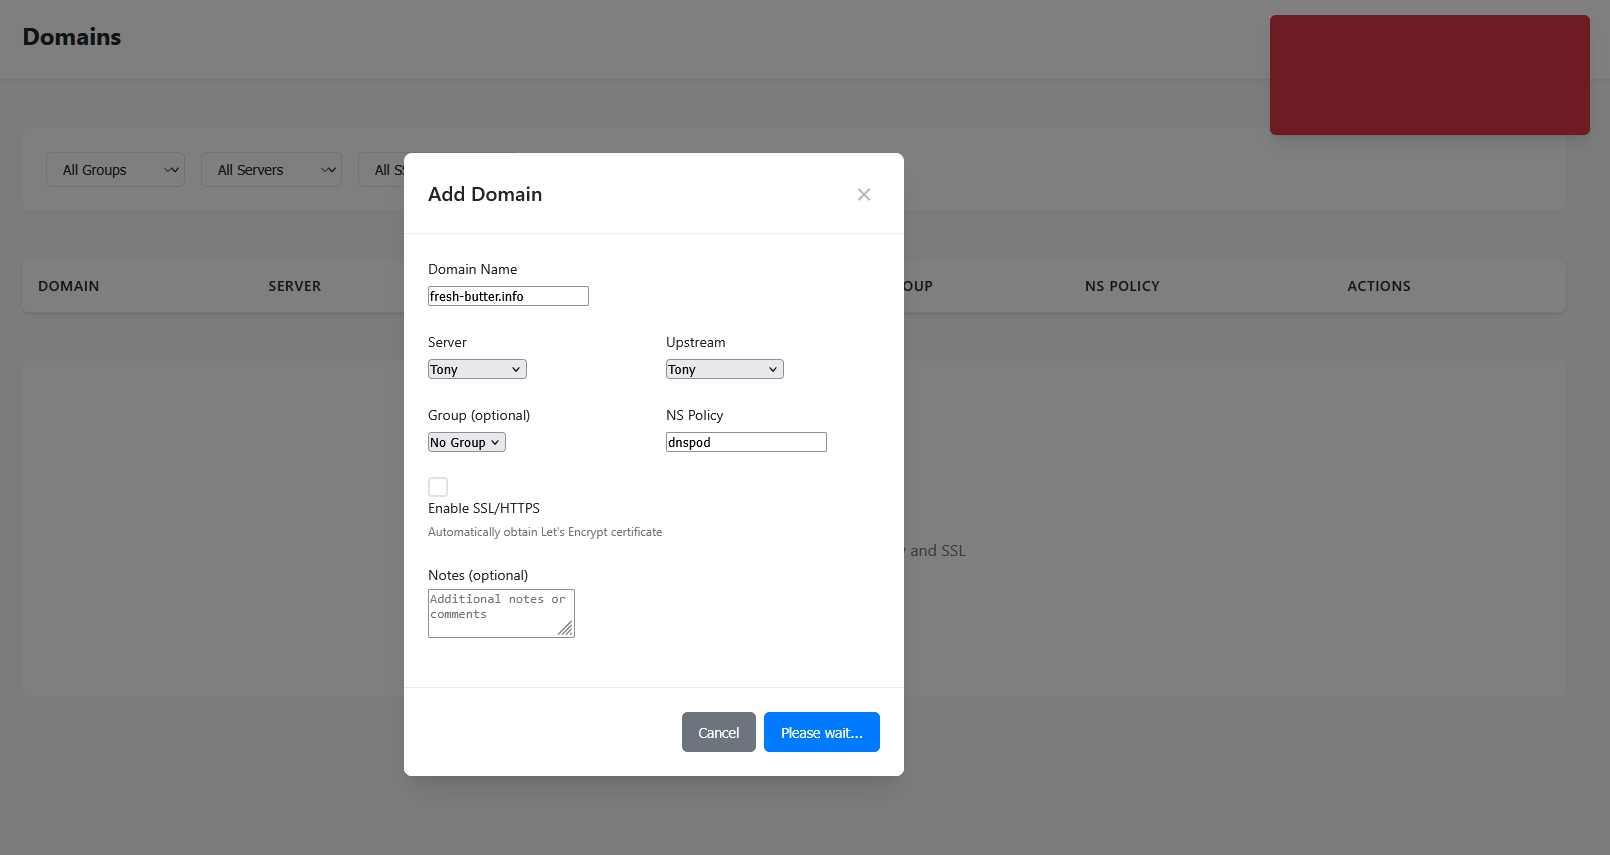 Domains
All Groups
All Servers
All S
Add Domain
Domain Name
fresh-butter.info
DOMAIN
SERVER
OUP
NS POLICY
ACTIONS
Server
Upstream
Tony
Tony
Group (optional)
NS Policy
No Group
dnspod
Enable SSL/HTTPS
Automatically obtain Let's Encrypt certificate
and SSL
Notes (optional)
Additional notes or
comments
Cancel
Please wait...